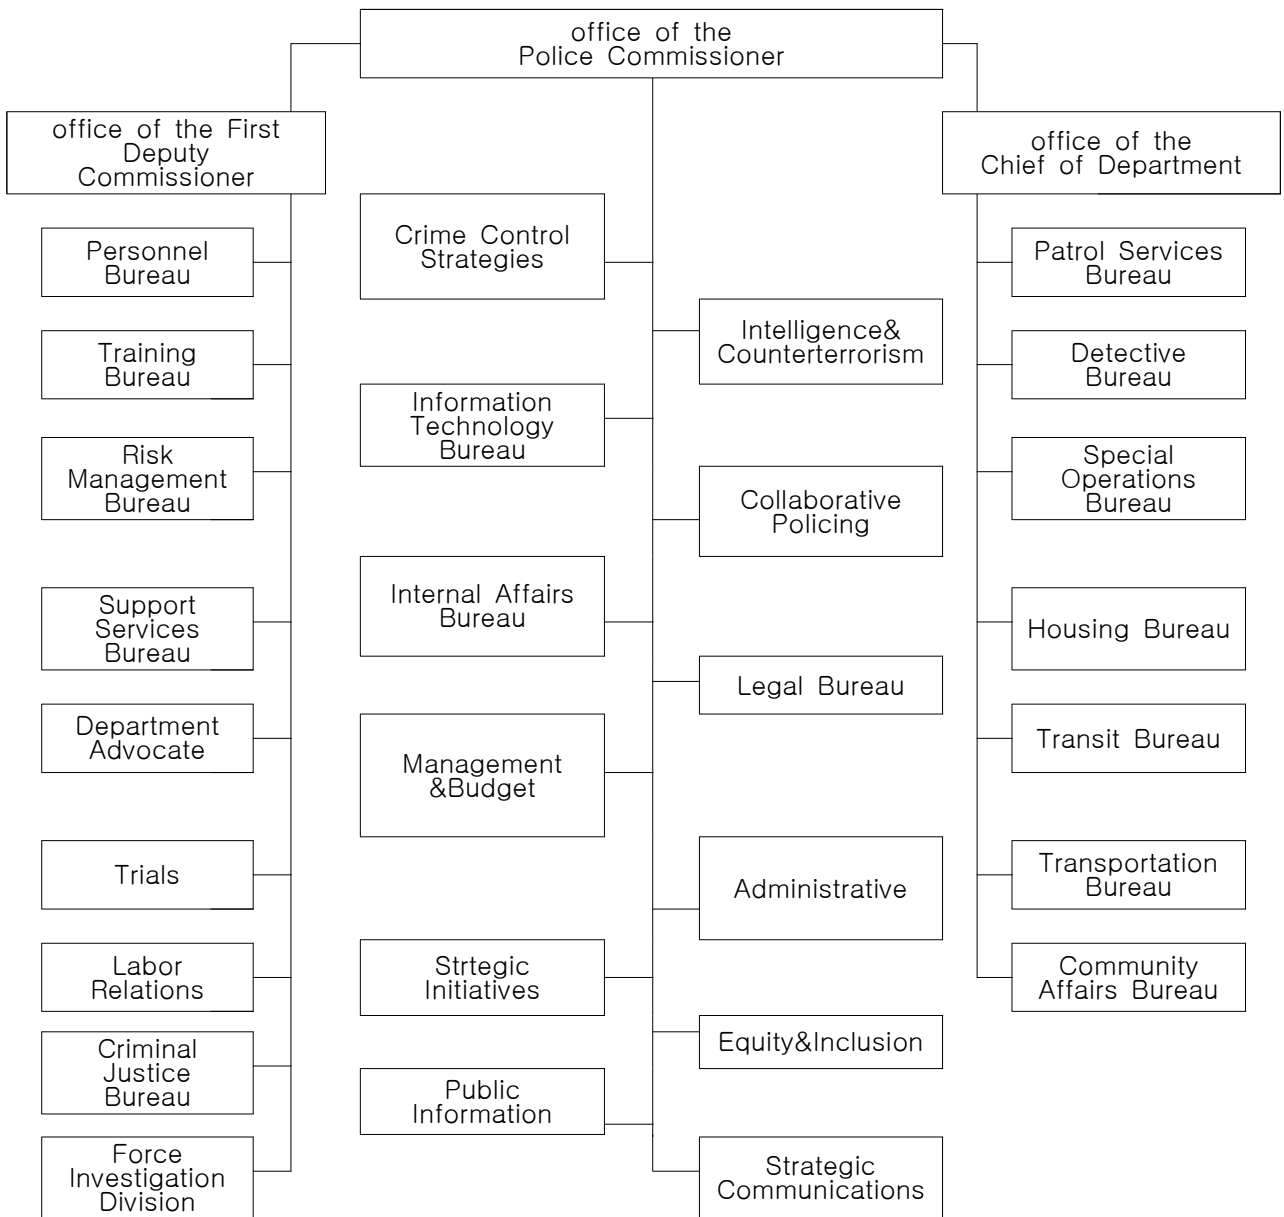 office of the
Police Commissioner
office of the First
Deputy
Commissioner
office of the
Chief of Department
Personnel
Bureau
Training
Bureau
Risk
Management
Bureau
Support
Services
Bureau
Department
Advocate
Trials
Labor
Relations
Criminal
Justice
Bureau
Force
Investigation
Division
Crime Control
Strategies
Intelligence&
Counterterrorism
Information
Technology
Bureau
Collaborative
Policing
Internal Affairs
Bureau
Legal Bureau
Management
&Budget
Administrative
Strtegic
Initiatives
Equity&Inclusion
Public
Information
Strategic
Communications
Patrol Services
Bureau
Detective
Bureau
Special
Operations
Bureau
Housing Bureau
Transit Bureau
Transportation
Bureau
Community
Affairs Bureau